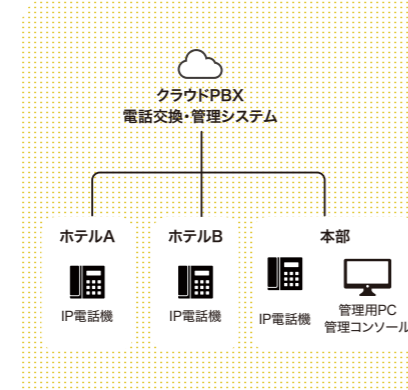 クラウドPBX
電話交換・管理システム
ホテルA
ホテルB
本部
IP電話機
IP電話機
IP電話機
管理用PC
管理コンソール